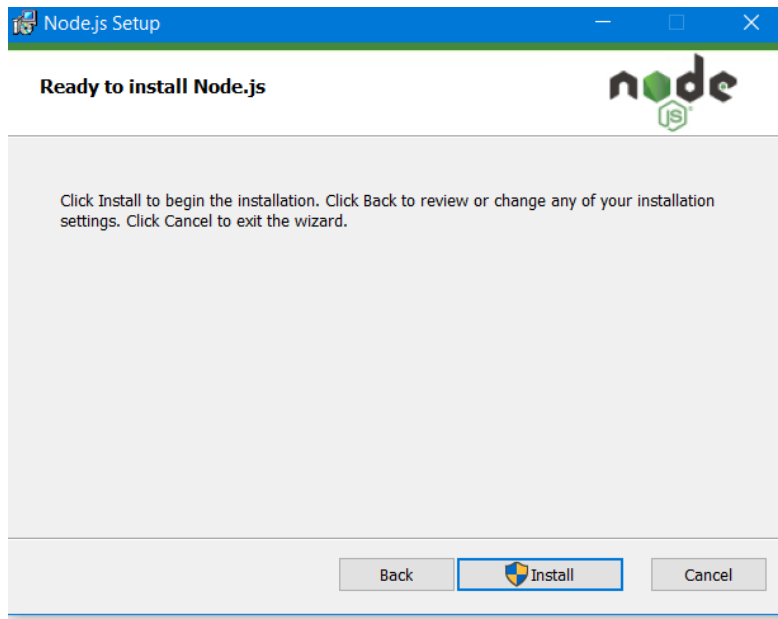 Node.js Setup
Ready to install Node.js
node
JS
Click Install to begin the installation. Click Back to review or change any of your installation
settings. Click Cancel to exit the wizard.
Back
Install
Cancel